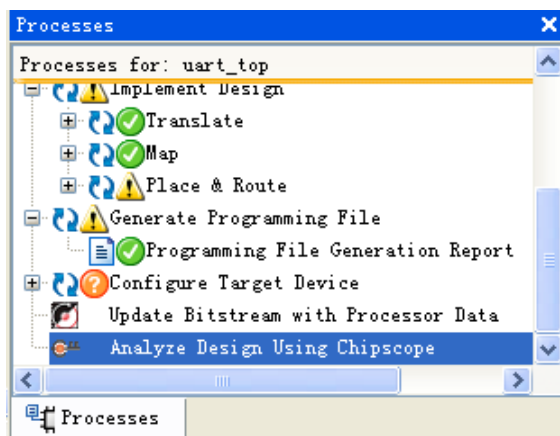 Processes
Processes for: uart_top
Implement Design
Translate
Map
Place & Route
Generate Programming File
Programming File Generation Report
Configure Target Device
Update Bitstream with Processor Data
Analyze Design Using Chipscope
Processes